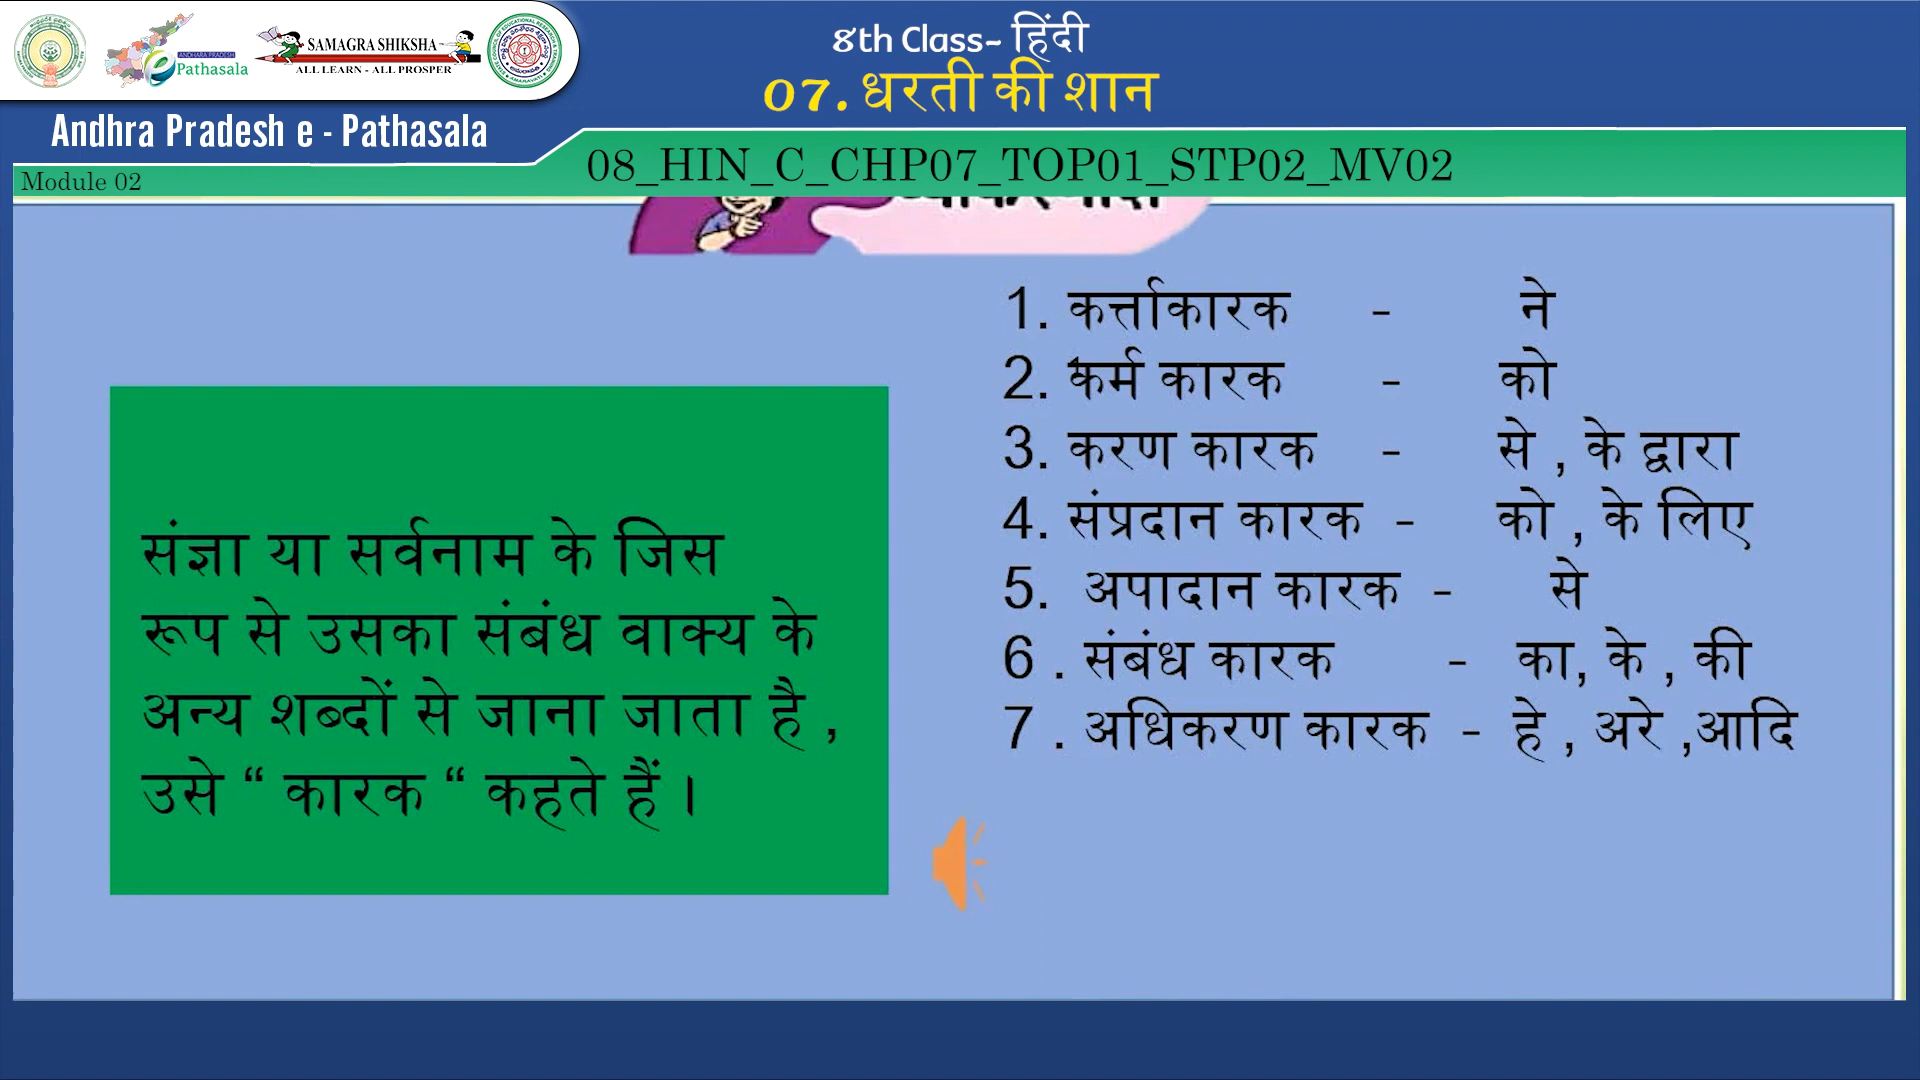 8th Class- हिंदी
07. धरती की शान
ANDHARA PRADESH
e Pathasala
SAMAGRA SHIKSHA
ALL LEARN - ALL PROSPER
Andhra Pradesh e - Pathasala
08_HIN_C_CHP07_TOP01_STP02_MV02
Module 02
संज्ञा या सर्वनाम के जिस
रूप से उसका संबंध वाक्य के
अन्य शब्दों से जाना जाता है ,
उसे “ कारक “ कहते हैं ।
1. कर्त्ताकारक - ने
2. कर्म कारक - को
3. करण कारक - से , के द्वारा
4. संप्रदान कारक - को , के लिए
5. अपादान कारक - से
6 . संबंध कारक - का, के , की
7 . अधिकरण कारक - हे , अरे ,आदि